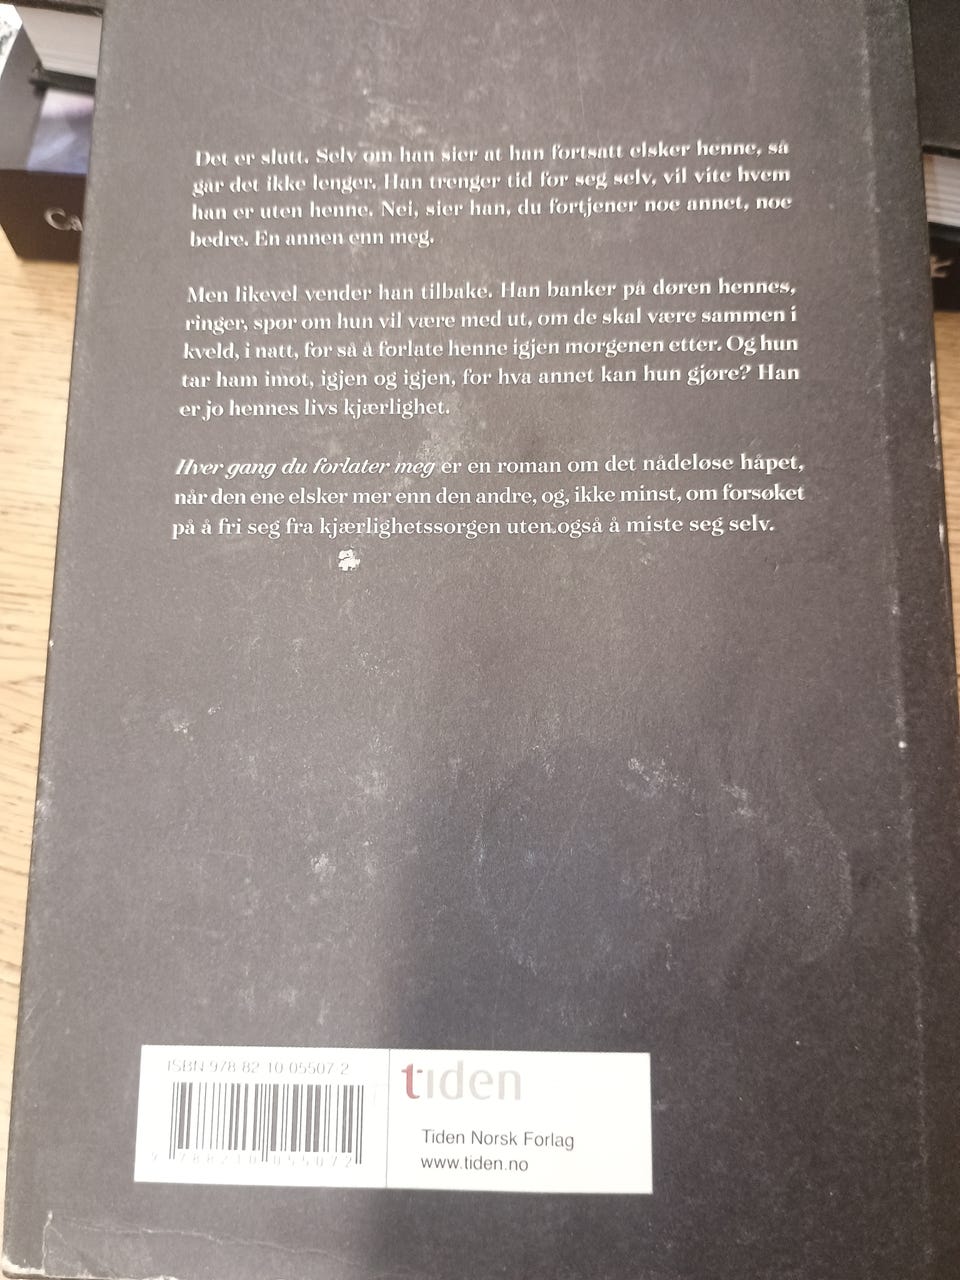 Det er slutt. Selv om han sier at han fortsatt elsker henne, så
går det ikke lenger. Han trenger tid for seg selv, vil vite hvem
han er uten henne. Nei, sier han, du fortjener noe annet, noe
bedre. En annen enn meg.
Men likevel vender han tilbake. Han banker på døren hennes,
ringer, spør om hun vil være med ut, om de skal være sammen i
kveld, i natt, for så å forlate henne igjen morgenen etter. Og hun
tar ham imot, igjen og igjen, for hva annet kan hun gjøre? Han
er jo hennes livs kjærlighet.
Hver gang du forlater meg er en roman om det nådeløse håpet,
når den ene elsker mer enn den andre, og, ikke minst, om forsøket
på å fri seg fra kjærlighetssorgen uten også å miste seg selv.
ISBN 978 82 10 05507 2
9 788210 055072
tiden
Tiden Norsk Forlag
www.tiden.no
Ca